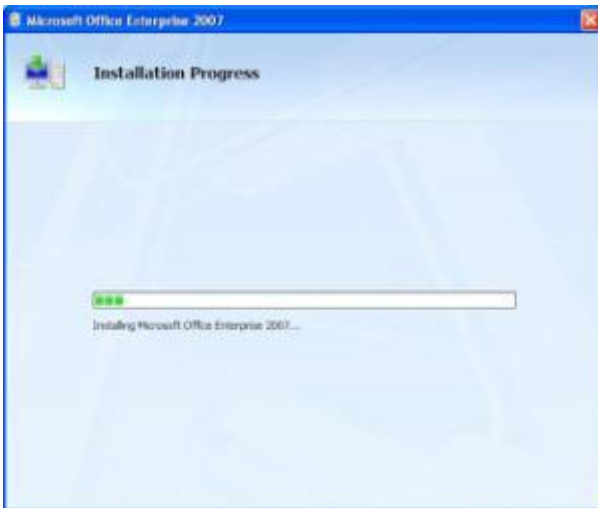 Microsoft Office Enterprise 2007
Installation Progress
Installing Microsoft Office Enterprise 2007...